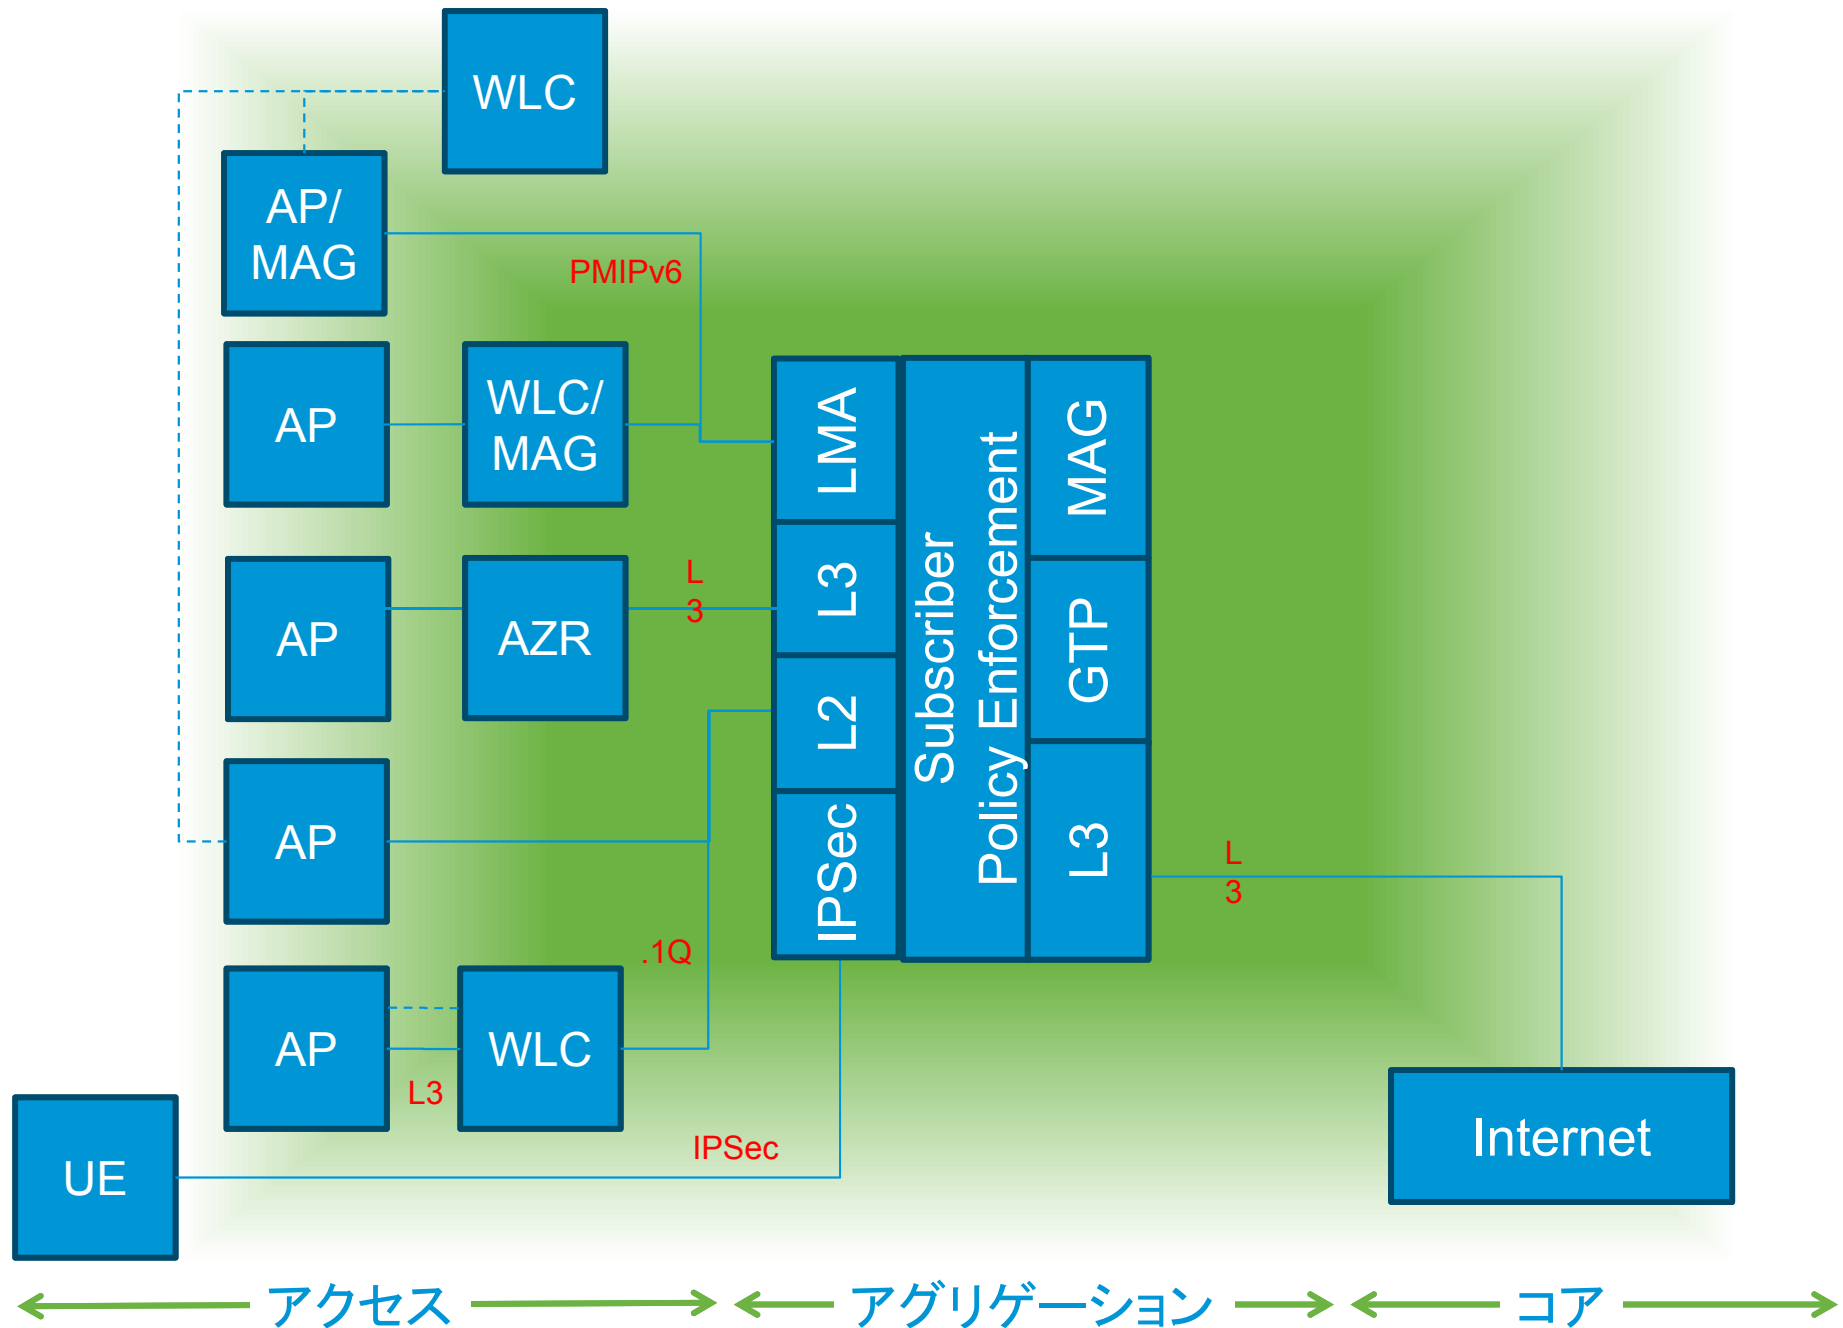 WLC
AP/
MAG
PMIPv6
AP
WLC/
MAG
LMA
Subscriber
Policy Enforcement
MAG
AP
AZR
L
3
L3
GTP
L2
AP
IPSec
L3
L
3
.1Q
AP
WLC
L3
IPSec
UE
Internet
アクセス
アグリゲーション
コア